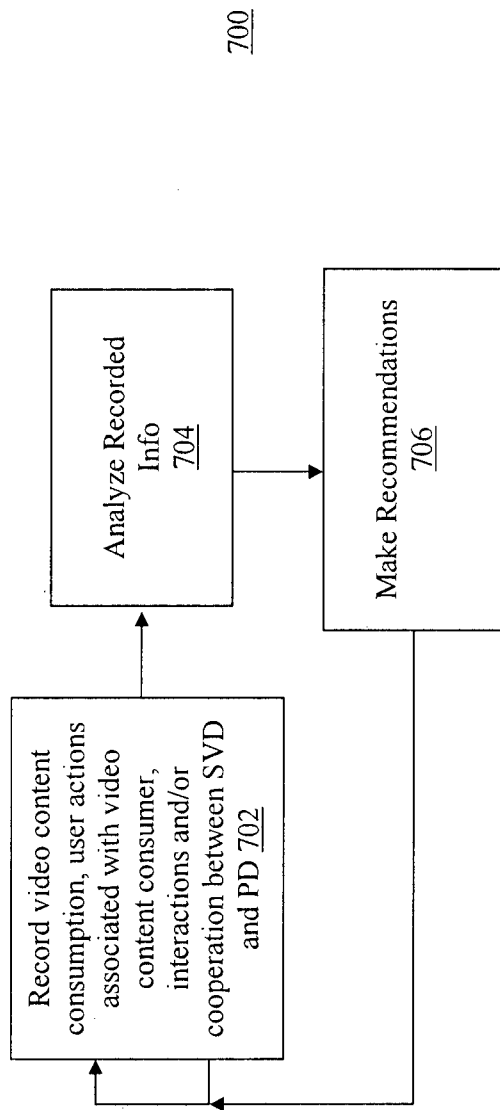 700
Record video content
consumption, user actions
associated with video
content consumer,
interactions and/or
cooperation between SVD
and PD 702
Analyze Recorded
Info
704
Make Recommendations
706